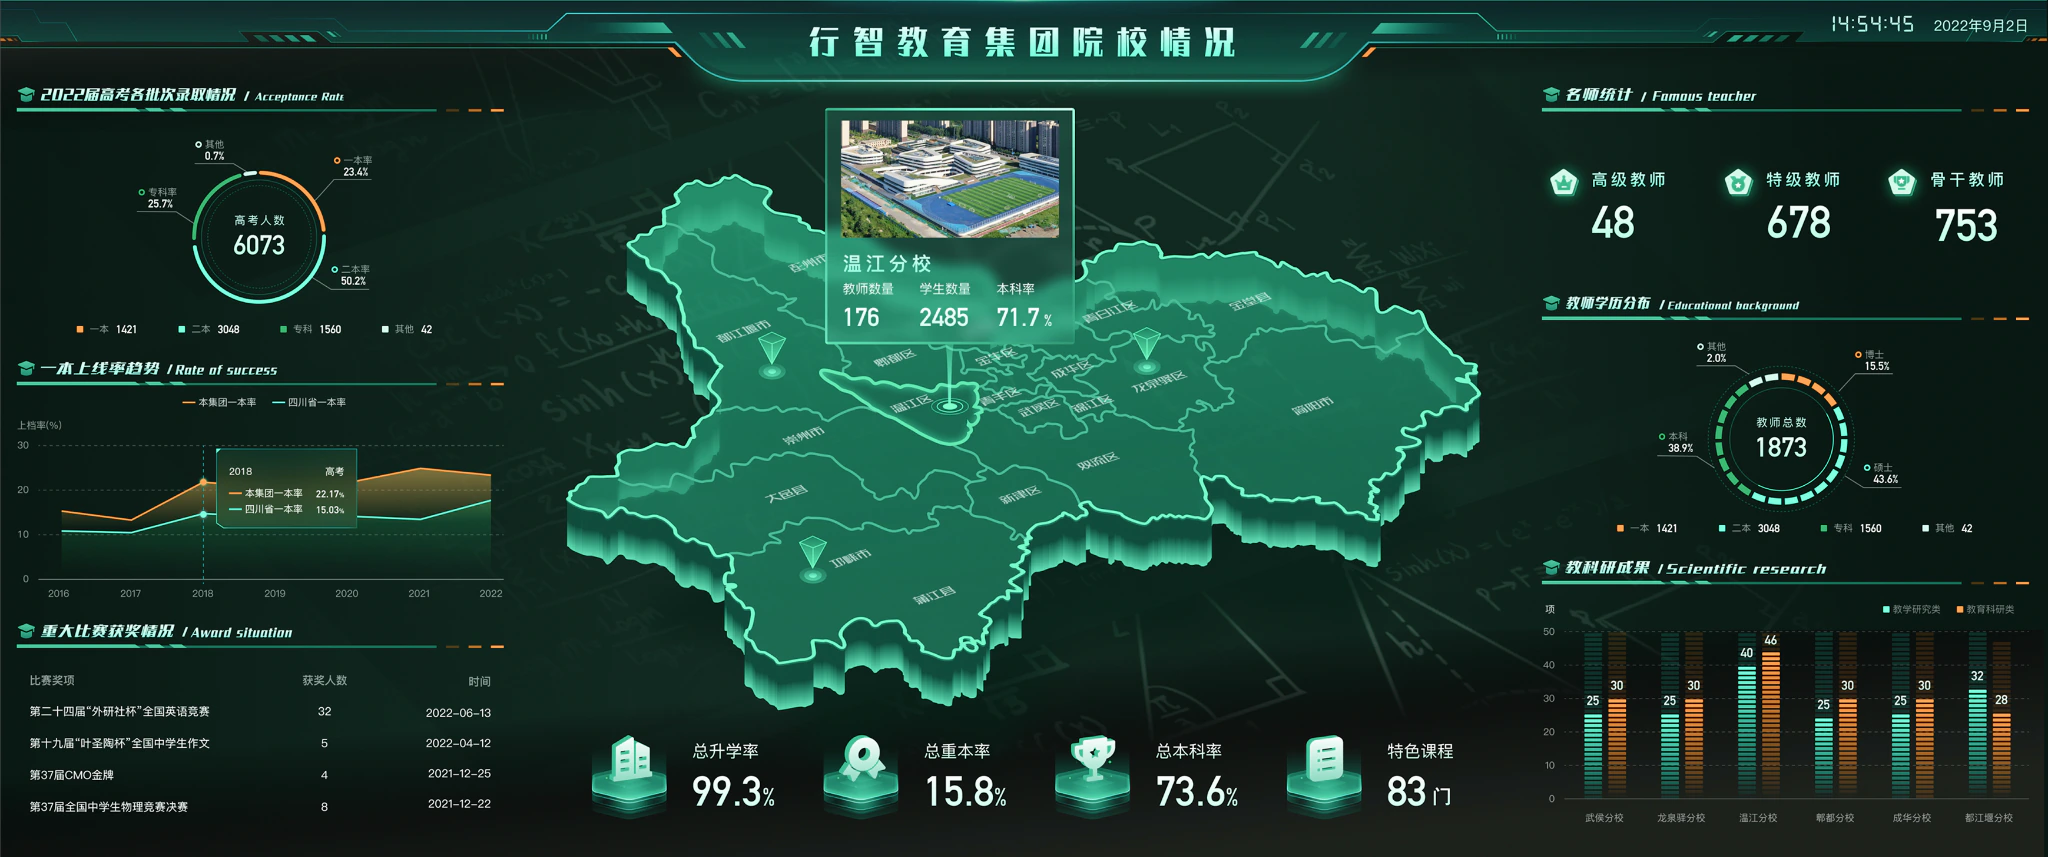 行智教育集团院校情况
14:54:45 2022年9月2日
2022届高考各批次录取情况 / Acceptance Rate
其他
0.7%
一本率
23.4%
专科率
25.7%
高考人数
6073
二本率
50.2%
一本 1421 二本 3048 专科 1560 其他 42
一本上线率趋势 / Rate of success
本集团一本率 四川省一本率
上档率(%)
30
20
10
0
2018 高考
本集团一本率 22.17%
四川省一本率 15.03%
2016 2017 2018 2019 2020 2021 2022
重大比赛获奖情况 / Award situation
比赛奖项 获奖人数 时间
第二十四届“外研社杯”全国英语竞赛 32 2022-06-13
第十九届“叶圣陶杯”全国中学生作文 5 2022-04-12
第37届CMO金牌 4 2021-12-25
第37届全国中学生物理竞赛决赛 8 2021-12-22
温江分校
教师数量 学生数量 本科率
176 2485 71.7%
都江堰市
郫都区
金牛区
青白江区
金堂县
成华区
龙泉驿区
温江区
青羊区
武侯区
锦江区
简阳市
崇州市
双流区
大邑县
新津区
邛崃市
蒲江县
总升学率
99.3%
总重本率
15.8%
总本科率
73.6%
特色课程
83门
名师统计 / Famous teacher
高级教师
48
特级教师
678
骨干教师
753
教师学历分布 / Educational background
其他
2.0%
博士
15.5%
教师总数
1873
本科
38.9%
硕士
43.6%
一本 1421 二本 3048 专科 1560 其他 42
教科研成果 / Scientific research
项
教学研究类 教育科研类
50
40
30
20
10
0
25 30 25 30 40 46 25 30 25 30 32 28
武侯分校 龙泉驿分校 温江分校 郫都分校 成华分校 都江堰分校